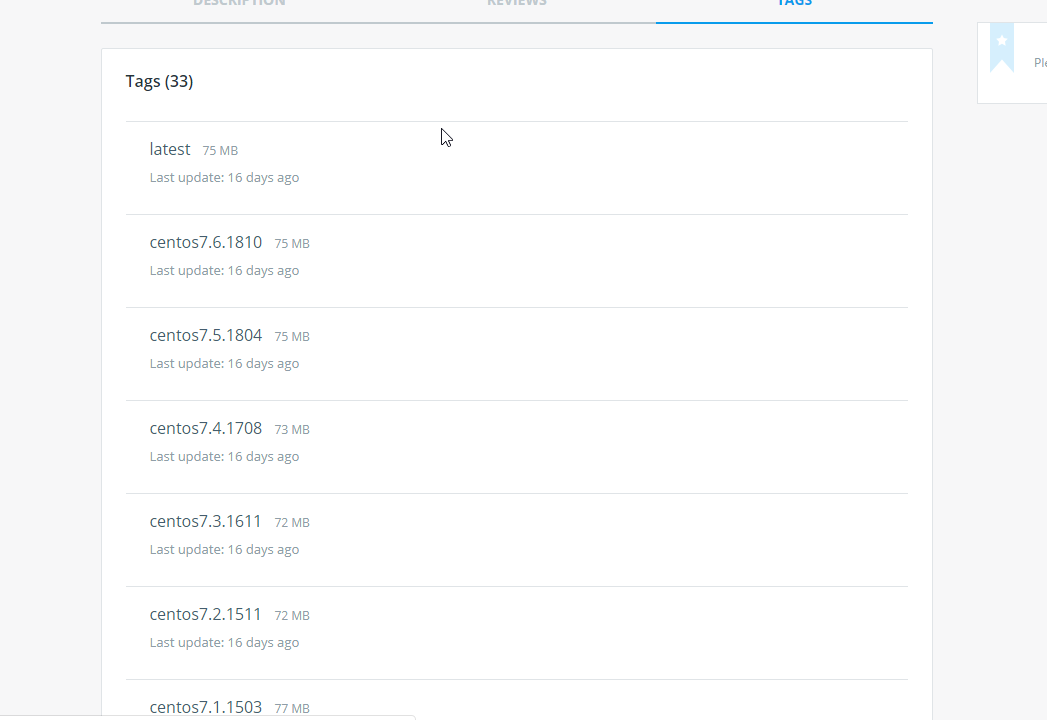 DESCRIPTION REVIEWS TAGS
Tags (33)
latest 75 MB
Last update: 16 days ago
centos7.6.1810 75 MB
Last update: 16 days ago
centos7.5.1804 75 MB
Last update: 16 days ago
centos7.4.1708 73 MB
Last update: 16 days ago
centos7.3.1611 72 MB
Last update: 16 days ago
centos7.2.1511 72 MB
Last update: 16 days ago
centos7.1.1503 77 MB
Ple